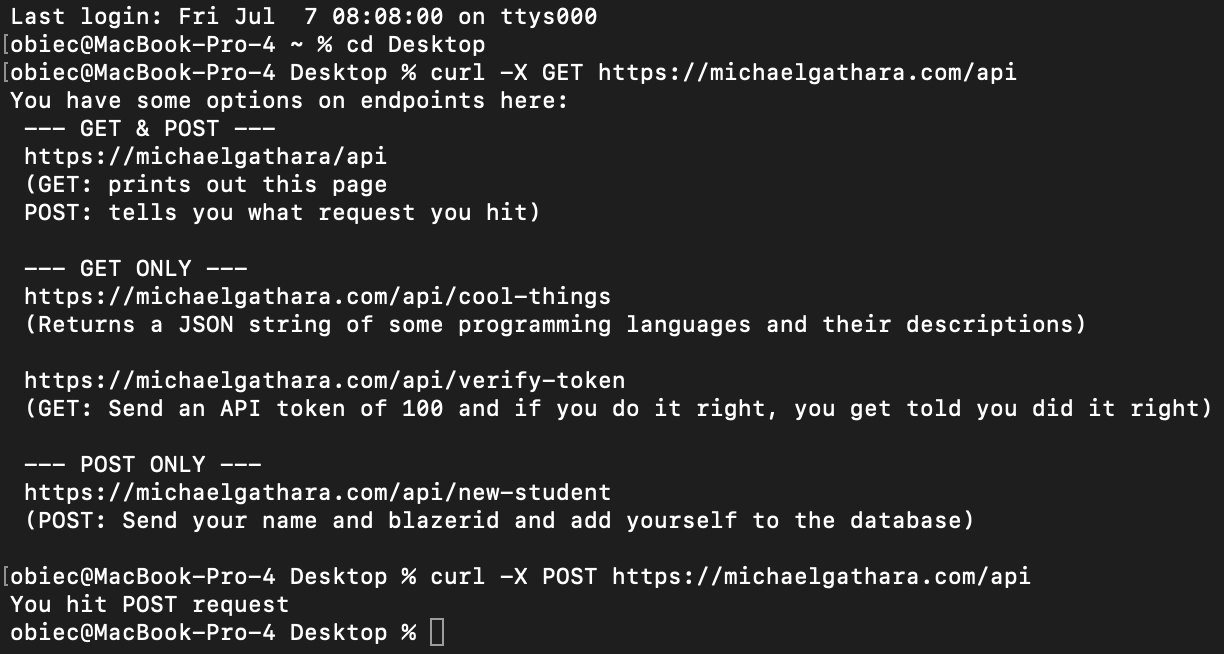 Last login: Fri Jul  7 08:08:00 on ttys000
[obiec@MacBook-Pro-4 ~ % cd Desktop
[obiec@MacBook-Pro-4 Desktop % curl -X GET https://michaelgathara.com/api
You have some options on endpoints here:
 --- GET & POST ---
 https://michaelgathara/api
 (GET: prints out this page
 POST: tells you what request you hit)

 --- GET ONLY ---
 https://michaelgathara.com/api/cool-things
 (Returns a JSON string of some programming languages and their descriptions)

 https://michaelgathara.com/api/verify-token
 (GET: Send an API token of 100 and if you do it right, you get told you did it right)

 --- POST ONLY ---
 https://michaelgathara.com/api/new-student
 (POST: Send your name and blazerid and add yourself to the database)

[obiec@MacBook-Pro-4 Desktop % curl -X POST https://michaelgathara.com/api
You hit POST request
obiec@MacBook-Pro-4 Desktop %